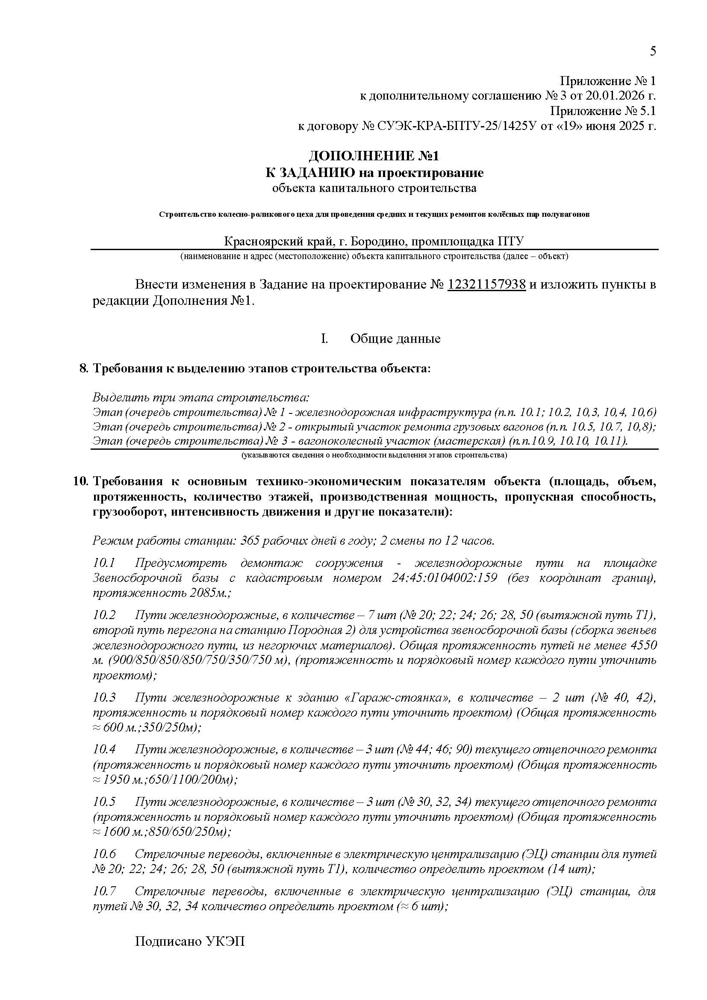 5
Приложение № 1
к дополнительному соглашению № 3 от 20.01.2026 г.
Приложение № 5.1
к договору № СУЭК-КРА-БПТУ-25/1425У от «19» июня 2025 г.
ДОПОЛНЕНИЕ №1
К ЗАДАНИЮ на проектирование
объекта капитального строительства
Строительство колесно-роликового цеха для проведения средних и текущих ремонтов колёсных пар полувагонов
Красноярский край, г. Бородино, промплощадка ПТУ
(наименование и адрес (местоположение) объекта капитального строительства (далее – объект)
Внести изменения в Задание на проектирование № 12321157938 и изложить пункты в
редакции Дополнения №1.
I. Общие данные
8. Требования к выделению этапов строительства объекта:
Выделить три этапа строительства:
Этап (очередь строительства) № 1 - железнодорожная инфраструктура (п.п. 10.1; 10.2, 10,3, 10,4, 10,6)
Этап (очередь строительства) № 2 - открытый участок ремонта грузовых вагонов (п.п. 10.5, 10.7, 10,8);
Этап (очередь строительства) № 3 - вагоноколесный участок (мастерская) (п.п.10.9, 10.10, 10.11).
(указываются сведения о необходимости выделения этапов строительства)
10. Требования к основным технико-экономическим показателям объекта (площадь, объем,
протяженность, количество этажей, производственная мощность, пропускная способность,
грузооборот, интенсивность движения и другие показатели):
Режим работы станции: 365 рабочих дней в году; 2 смены по 12 часов.
10.1 Предусмотреть демонтаж сооружения - железнодорожные пути на площадке
Звеносборочной базы с кадастровым номером 24:45:0104002:159 (без координат границ),
протяженность 2085м.;
10.2 Пути железнодорожные, в количестве – 7 шт (№ 20; 22; 24; 26; 28, 50 (вытяжной путь Т1),
второй путь перегона на станцию Породная 2) для устройства звеносборочной базы (сборка звеньев
железнодорожного пути, из негорючих материалов). Общая протяженность путей не менее 4550
м. (900/850/850/850/750/350/750 м), (протяженность и порядковый номер каждого пути уточнить
проектом);
10.3 Пути железнодорожные к зданию «Гараж-стоянка», в количестве – 2 шт (№ 40, 42),
протяженность и порядковый номер каждого пути уточнить проектом) (Общая протяженность
≈ 600 м.;350/250м);
10.4 Пути железнодорожные, в количестве – 3 шт (№ 44; 46; 90) текущего отцепочного ремонта
(протяженность и порядковый номер каждого пути уточнить проектом) (Общая протяженность
≈ 1950 м.;650/1100/200м);
10.5 Пути железнодорожные, в количестве – 3 шт (№ 30, 32, 34) текущего отцепочного ремонта
(протяженность и порядковый номер каждого пути уточнить проектом) (Общая протяженность
≈ 1600 м.;850/650/250м);
10.6 Стрелочные переводы, включенные в электрическую централизацию (ЭЦ) станции для путей
№ 20; 22; 24; 26; 28, 50 (вытяжной путь Т1), количество определить проектом (14 шт);
10.7 Стрелочные переводы, включенные в электрическую централизацию (ЭЦ) станции, для
путей № 30, 32, 34 количество определить проектом (≈ 6 шт);
Подписано УКЭП